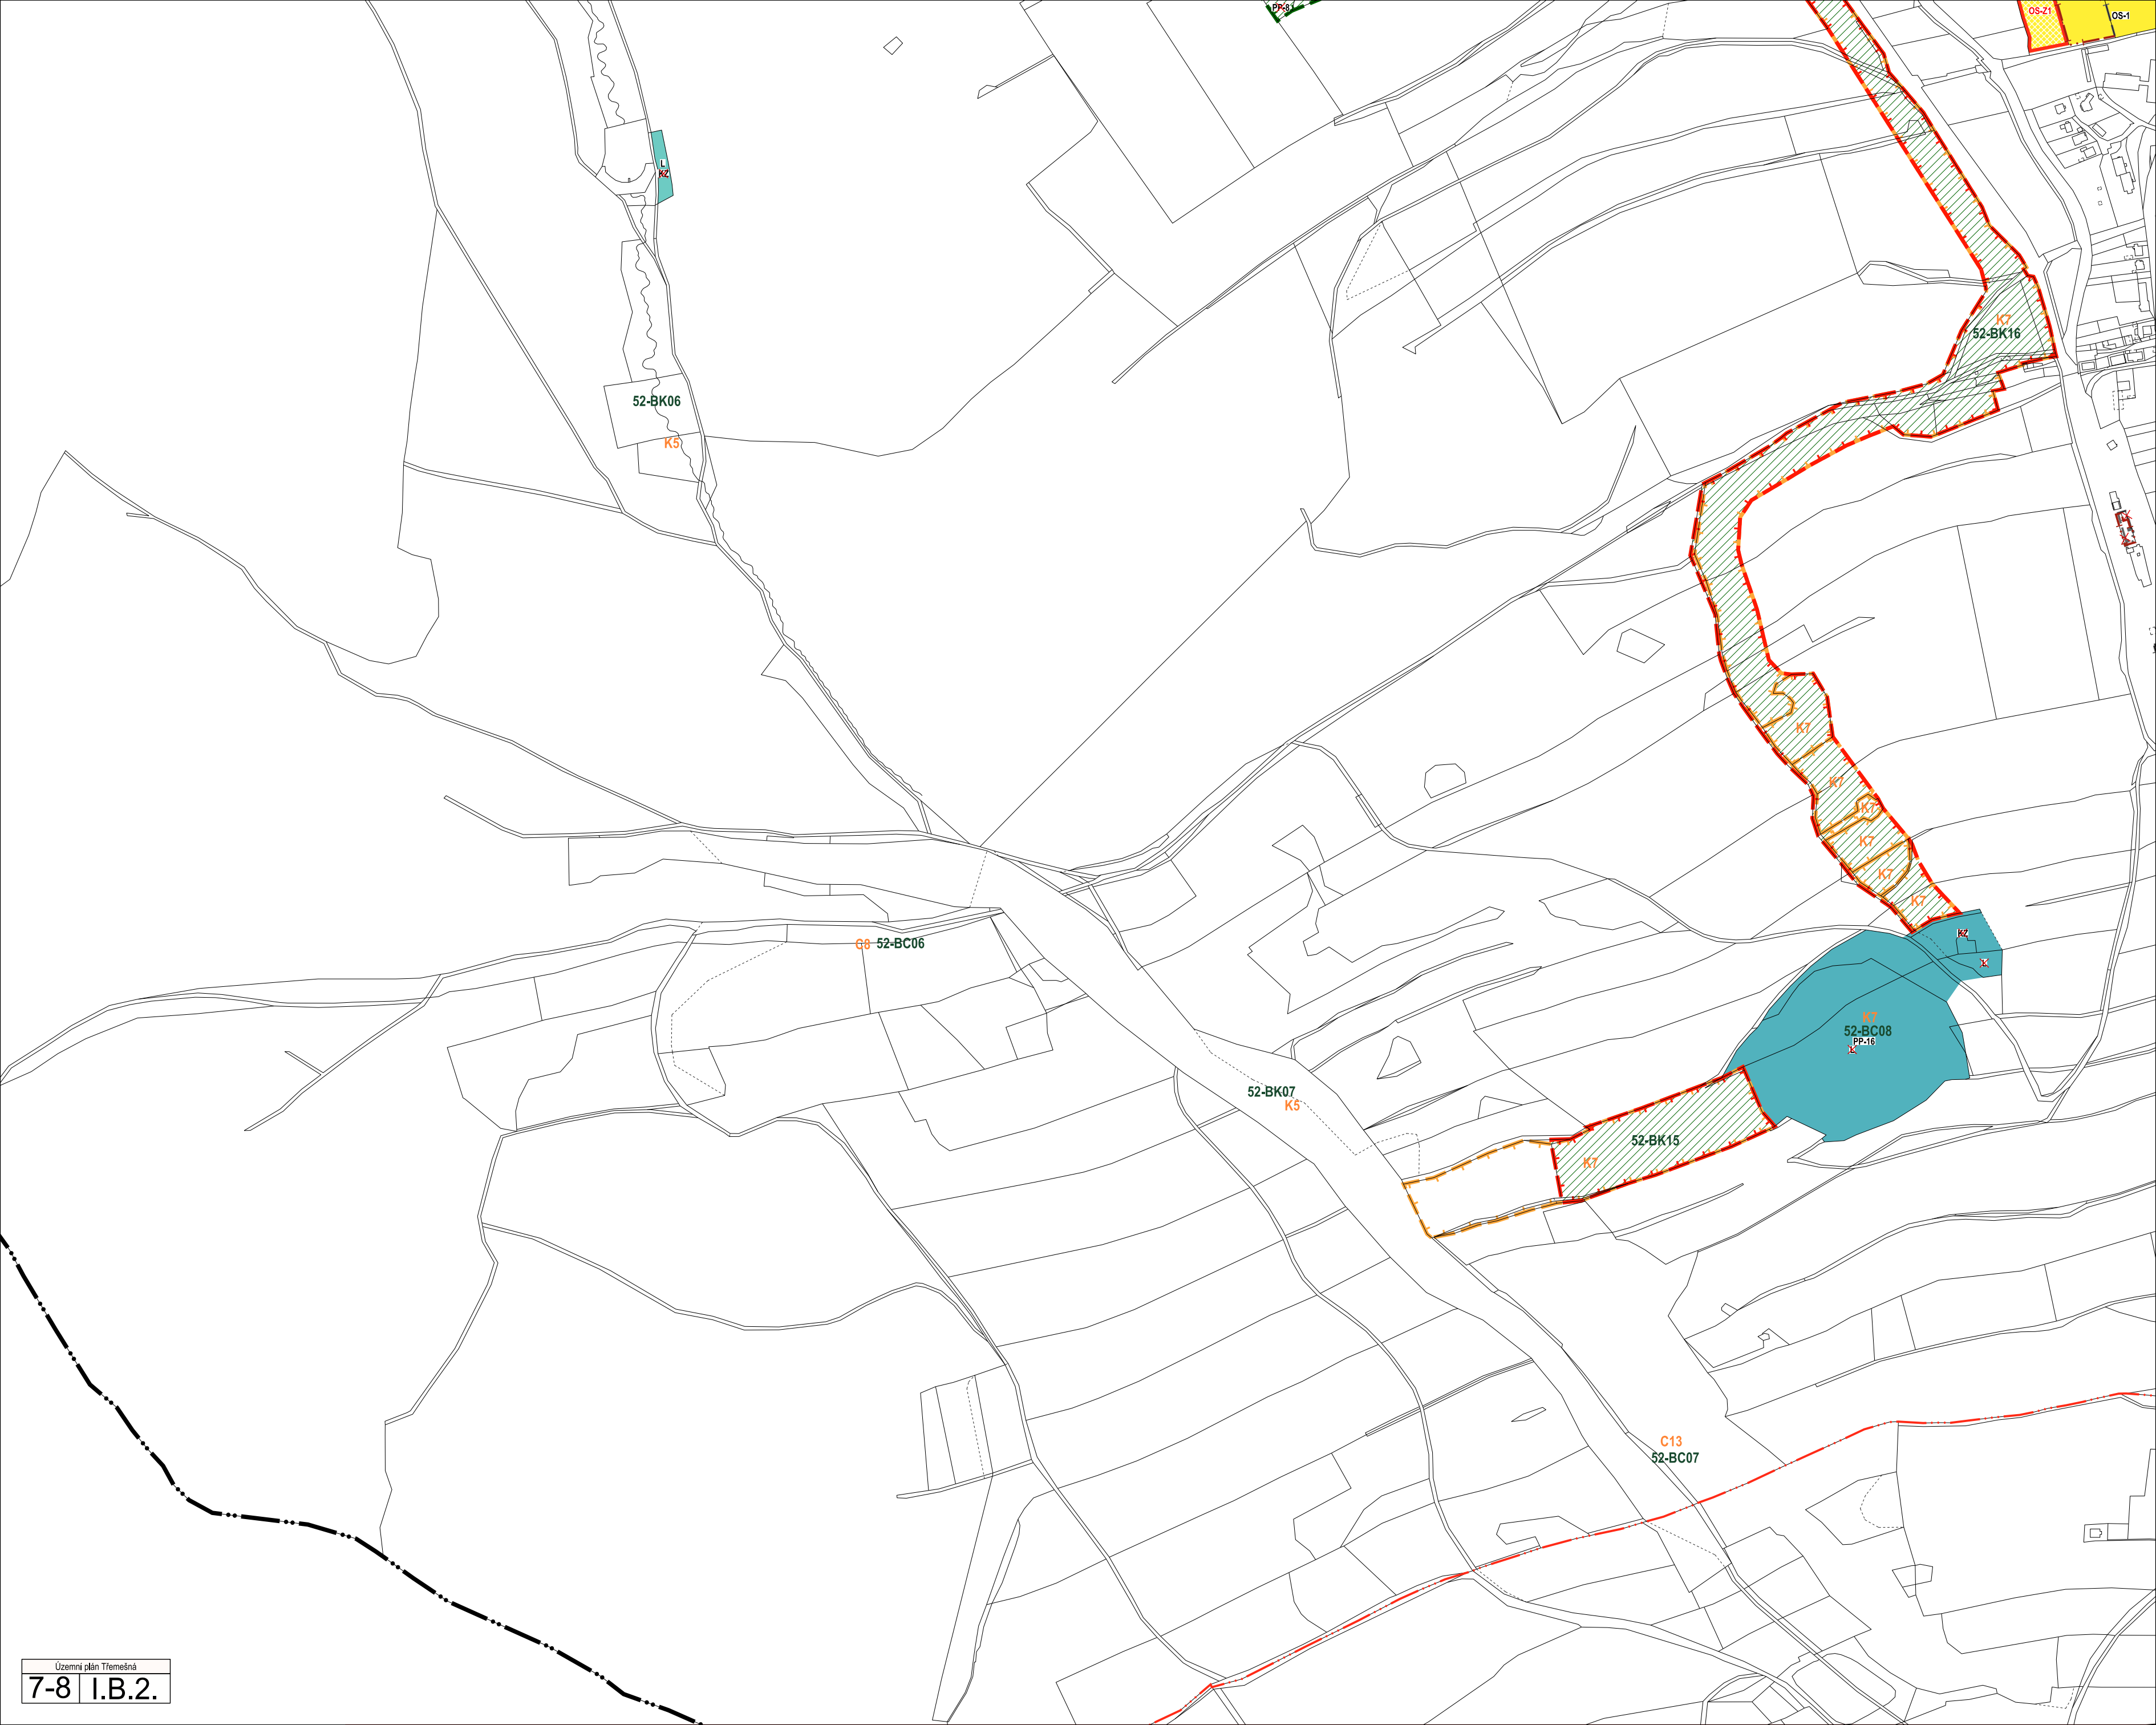 PP-8
OS-Z1
OS-1
L
KZ
K7
52-BK16
52-BK06
K5
K7
K7
K7
K7
K7
K7
KZ
L
C8 52-BC06
K7
52-BC08
PP-16
L
52-BK07
K5
52-BK15
K7
C13
52-BC07
Územní plán Třemešná
7-8 I.B.2.